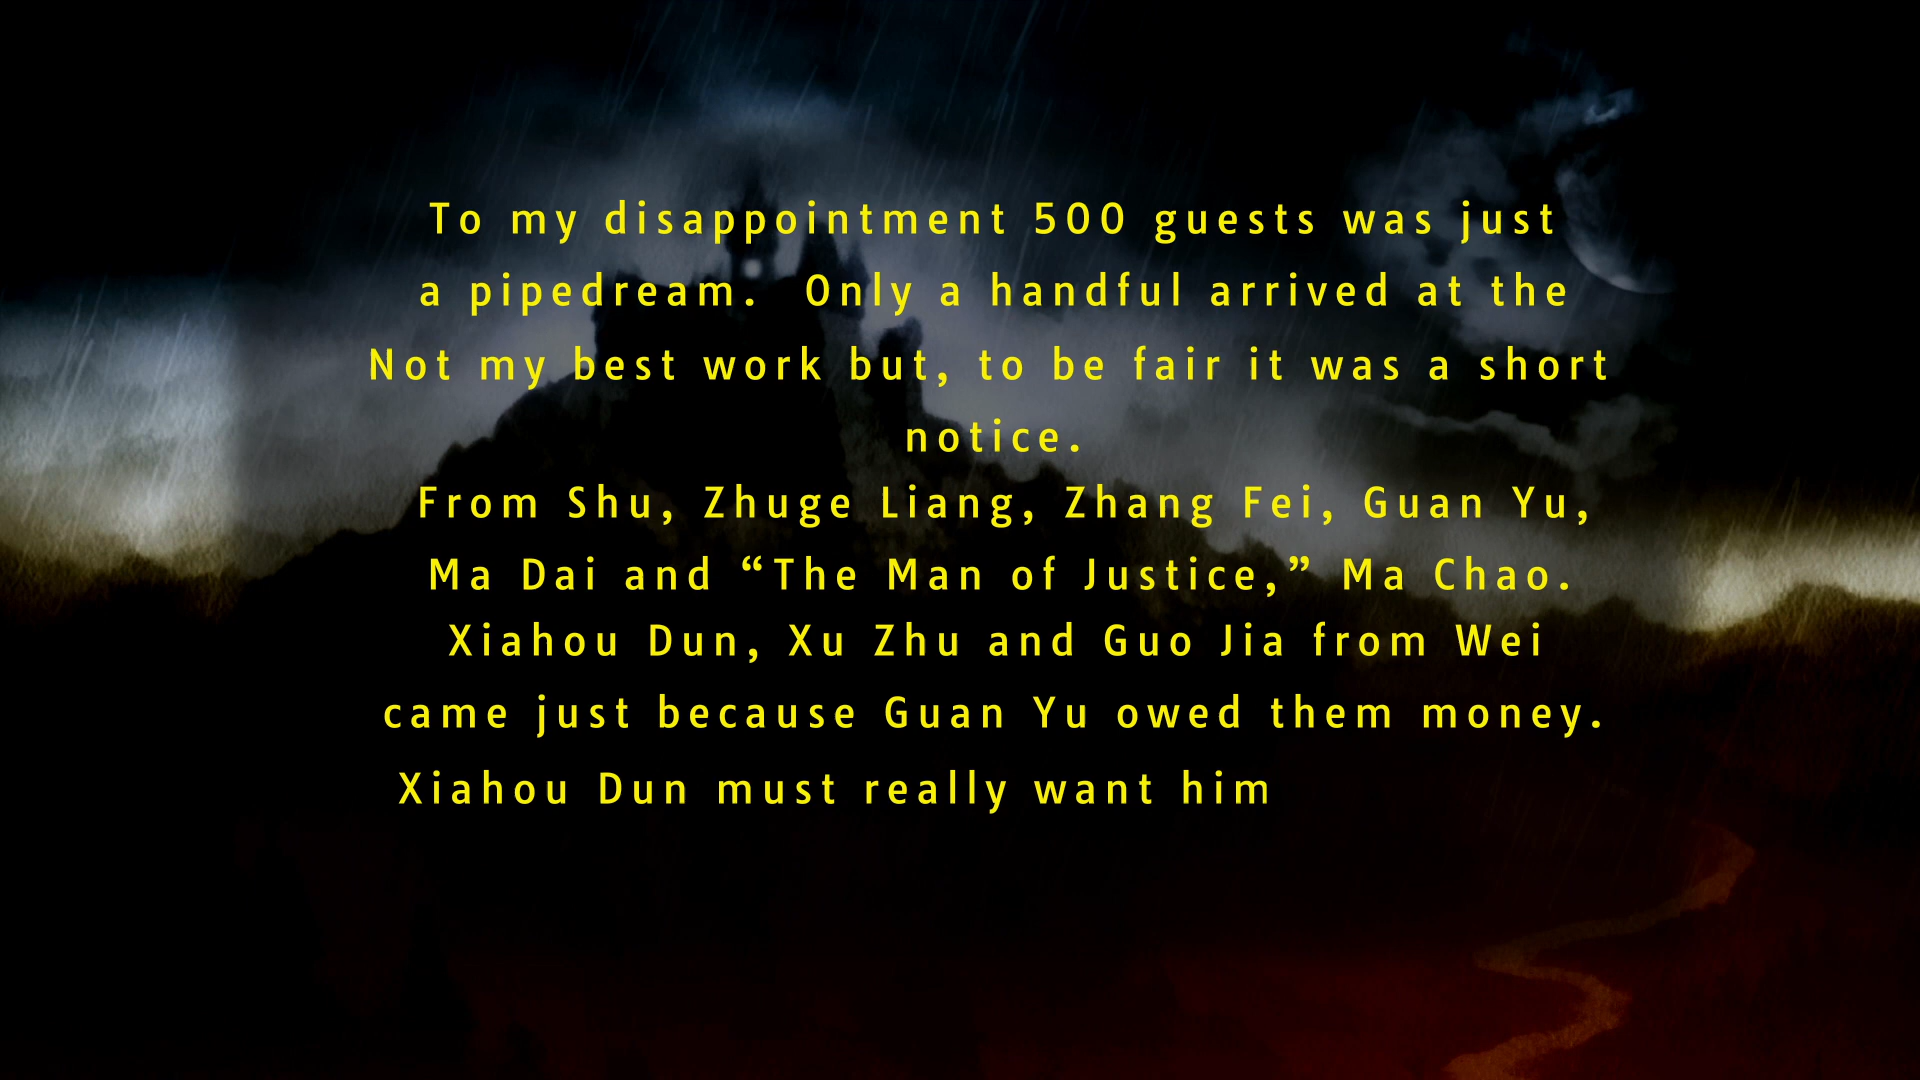 To my disappointment 500 guests was just
a pipedream.  Only a handful arrived at the
Not my best work but, to be fair it was a short
notice.
From Shu, Zhuge Liang, Zhang Fei, Guan Yu,
Ma Dai and “The Man of Justice,” Ma Chao.
Xiahou Dun, Xu Zhu and Guo Jia from Wei
came just because Guan Yu owed them money.
Xiahou Dun must really want him